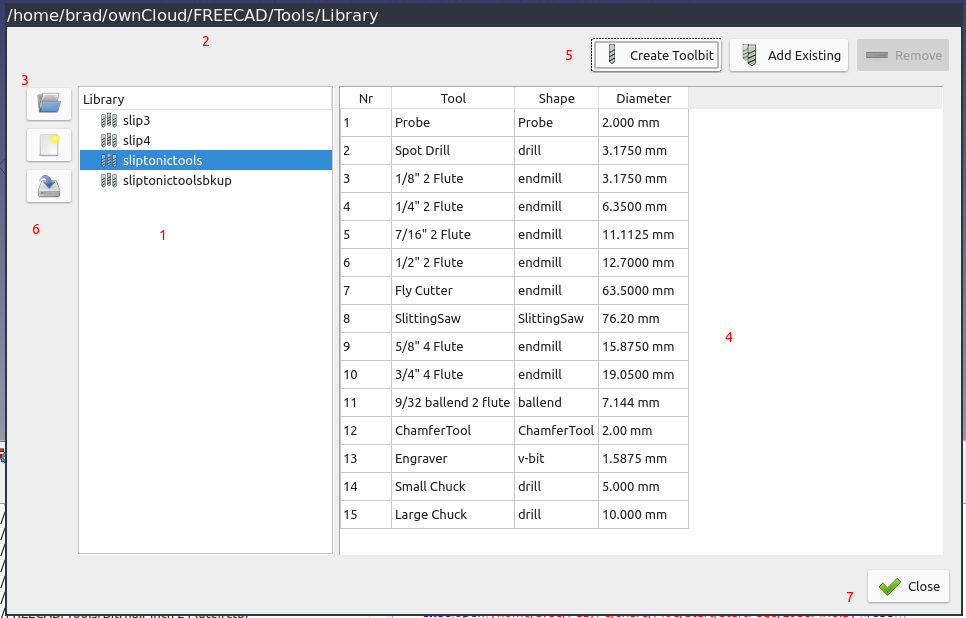 /home/brad/ownCloud/FREECAD/Tools/Library
2
5 Create Toolbit Add Existing Remove
3
Library
slip3
slip4
sliptonictools
sliptonictoolsbkup
6
1
Nr Tool Shape Diameter
1 Probe Probe 2.000 mm
2 Spot Drill drill 3.1750 mm
3 1/8" 2 Flute endmill 3.1750 mm
4 1/4" 2 Flute endmill 6.3500 mm
5 7/16" 2 Flute endmill 11.1125 mm
6 1/2" 2 Flute endmill 12.7000 mm
7 Fly Cutter endmill 63.5000 mm
8 SlittingSaw SlittingSaw 76.20 mm
9 5/8" 4 Flute endmill 15.8750 mm
10 3/4" 4 Flute endmill 19.0500 mm
11 9/32 ballend 2 flute ballend 7.144 mm
12 ChamferTool ChamferTool 2.00 mm
13 Engraver v-bit 1.5875 mm
14 Small Chuck drill 5.000 mm
15 Large Chuck drill 10.000 mm
4
7 Close